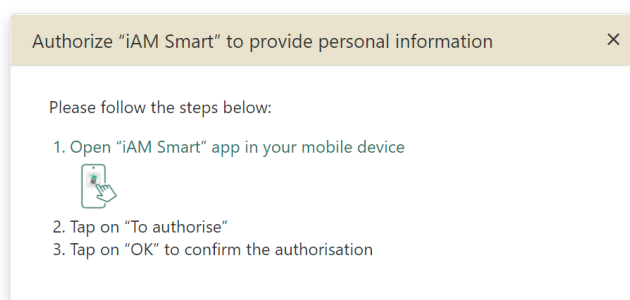 Authorize “iAM Smart” to provide personal information
Please follow the steps below:
1. Open “iAM Smart” app in your mobile device
2. Tap on “To authorise“
3. Tap on “OK” to confirm the authorisation